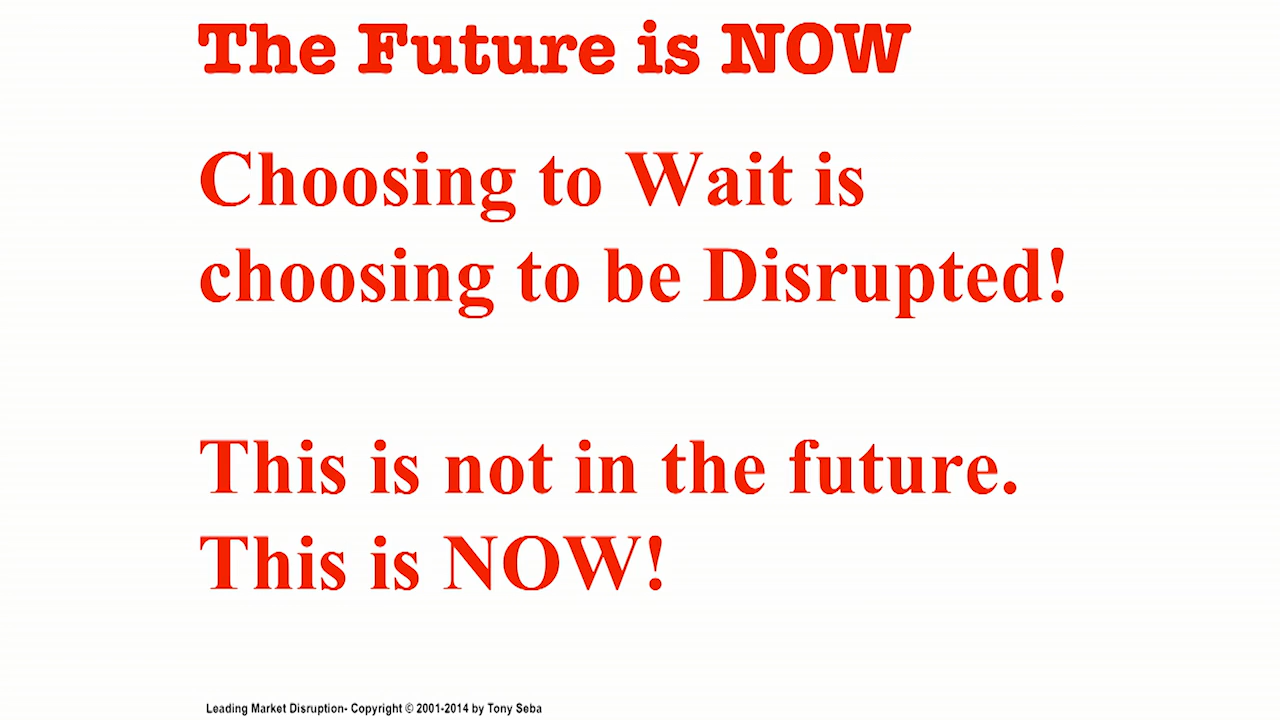 The Future is NOW
Choosing to Wait is
choosing to be Disrupted!
This is not in the future.
This is NOW!
Leading Market Disruption- Copyright © 2001-2014 by Tony Seba